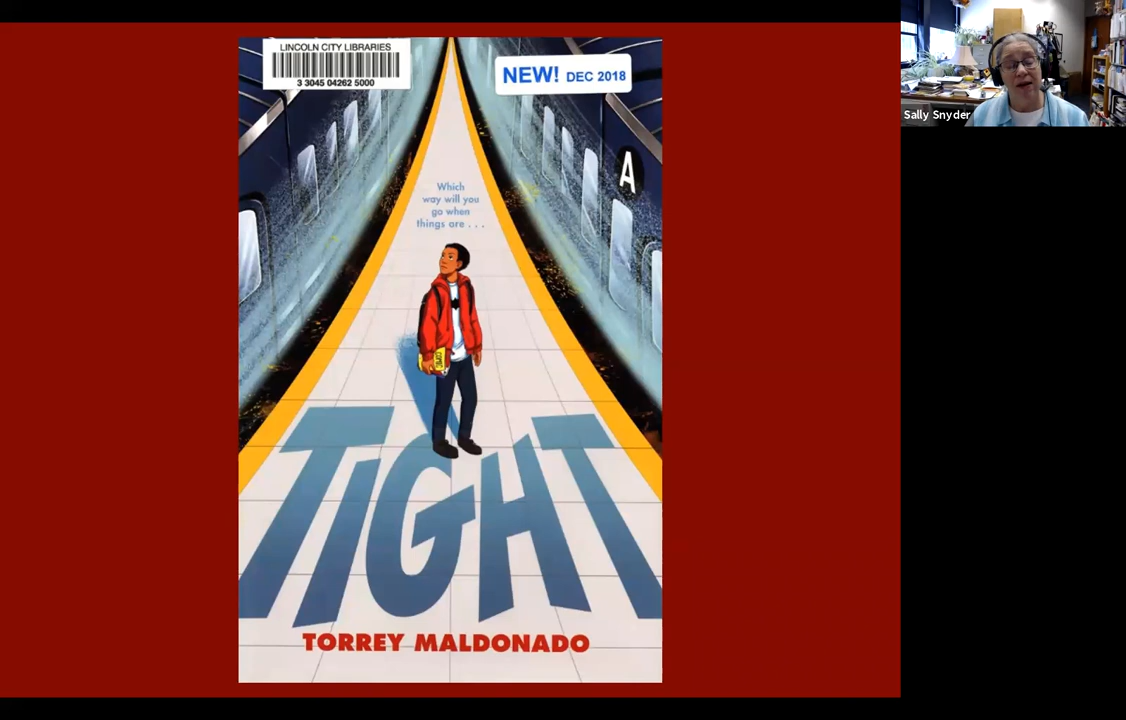 LINCOLN CITY LIBRARIES
3 3045 04262 5000
NEW! DEC 2018
Sally Snyder
A
Which
way will you
go when
things are . . .
COMICS
TIGHT
TORREY MALDONADO